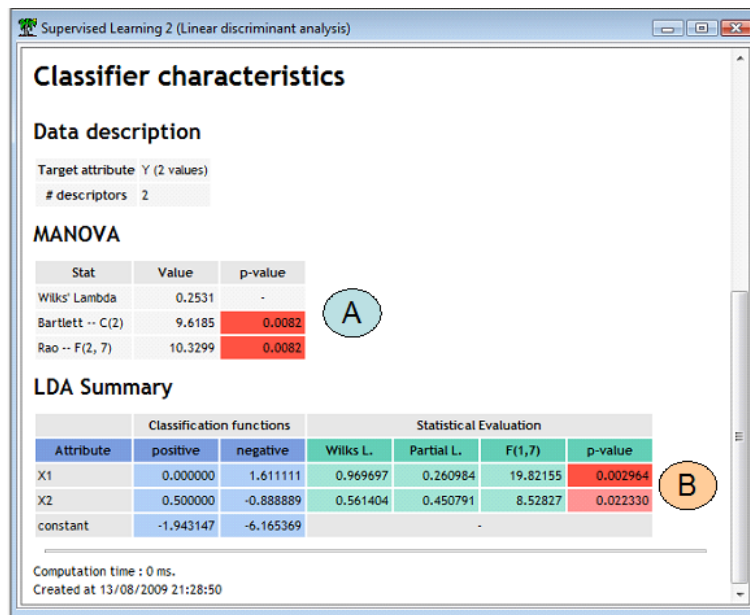 Supervised Learning 2 (Linear discriminant analysis)
Classifier characteristics
Data description
Target attribute Y (2 values)
# descriptors 2
MANOVA
Stat Value p-value
Wilks' Lambda 0.2531 -
Bartlett -- C(2) 9.6185 0.0082
Rao -- F(2, 7) 10.3299 0.0082
A
LDA Summary
Classification functions Statistical Evaluation
Attribute positive negative Wilks L. Partial L. F(1,7) p-value
X1 0.000000 1.611111 0.969697 0.260984 19.82155 0.002964
X2 0.500000 -0.888889 0.561404 0.450791 8.52827 0.022330
B
constant -1.943147 -6.165369 -
Computation time : 0 ms.
Created at 13/08/2009 21:28:50